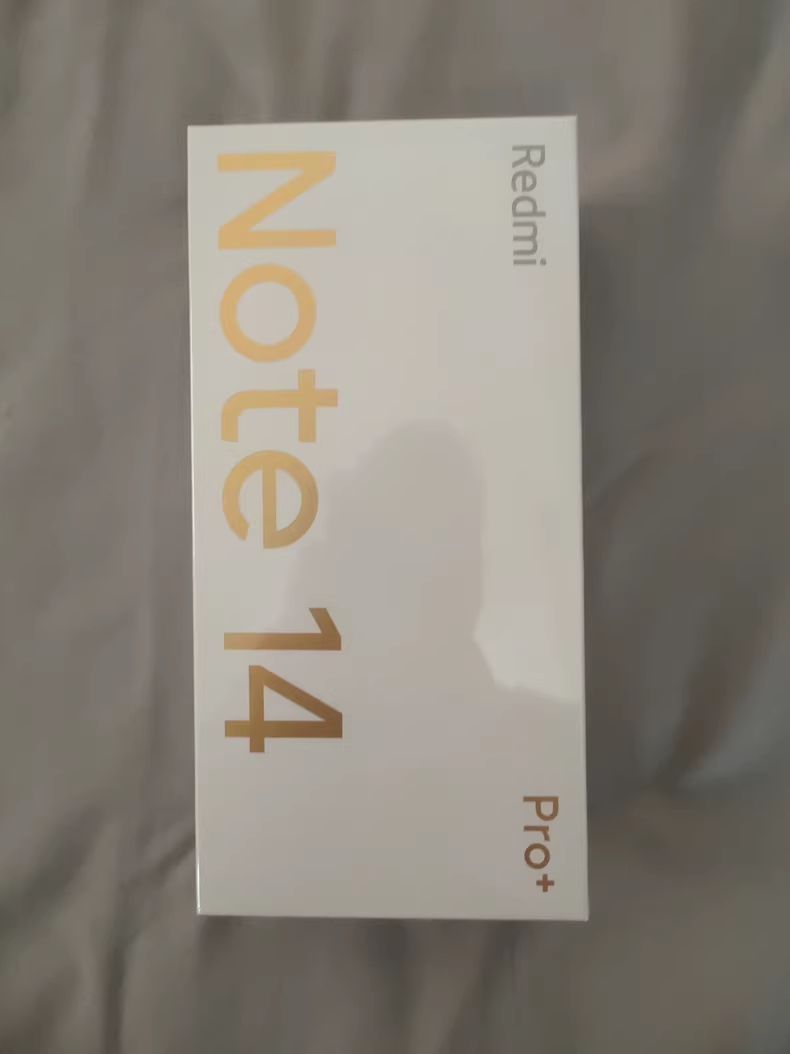 Redmi
Pro+
Note 14